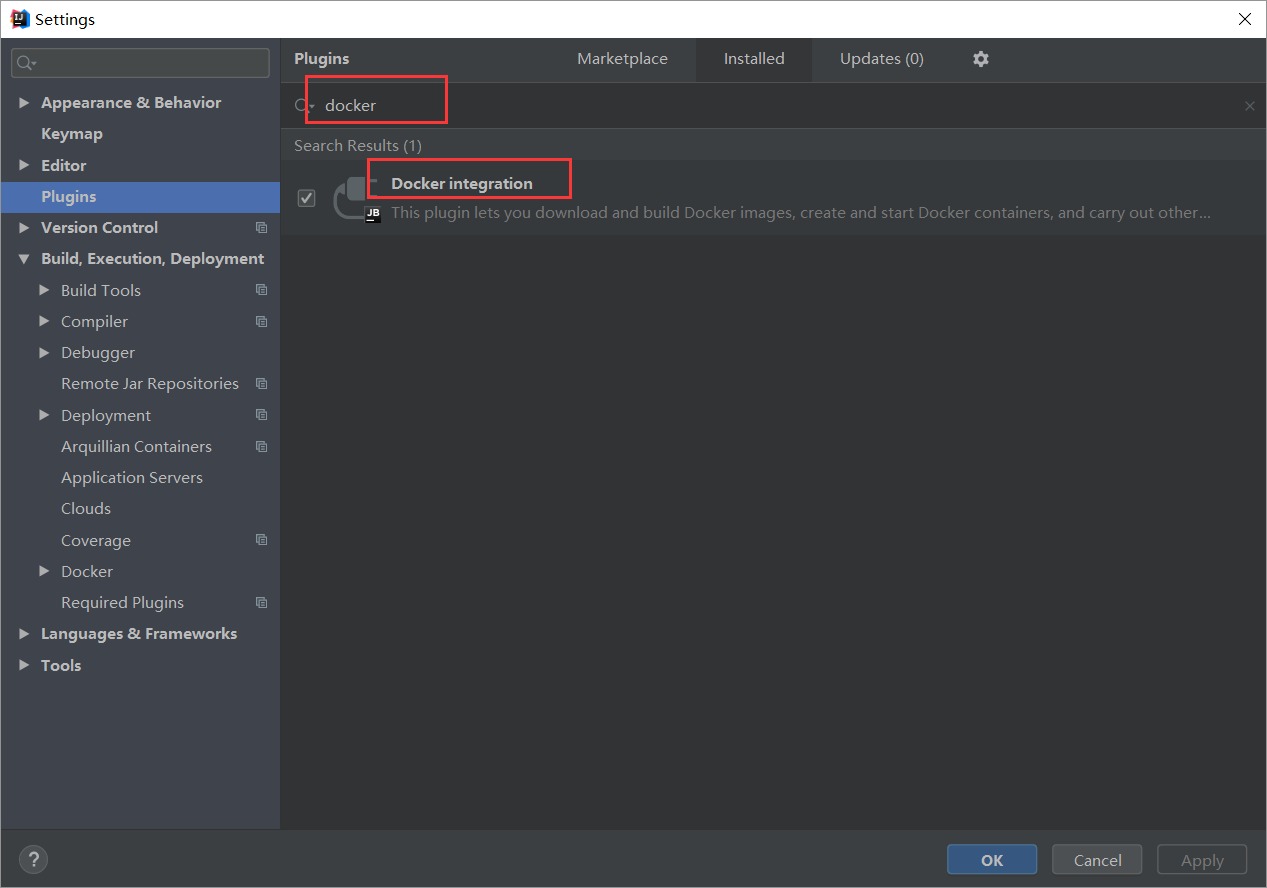 Settings
Plugins Marketplace Installed Updates (0)
docker
Search Results (1)
Docker integration
JB
This plugin lets you download and build Docker images, create and start Docker containers, and carry out other...
Appearance & Behavior
Keymap
Editor
Plugins
Version Control
Build, Execution, Deployment
Build Tools
Compiler
Debugger
Remote Jar Repositories
Deployment
Arquillian Containers
Application Servers
Clouds
Coverage
Docker
Required Plugins
Languages & Frameworks
Tools
? OK Cancel Apply